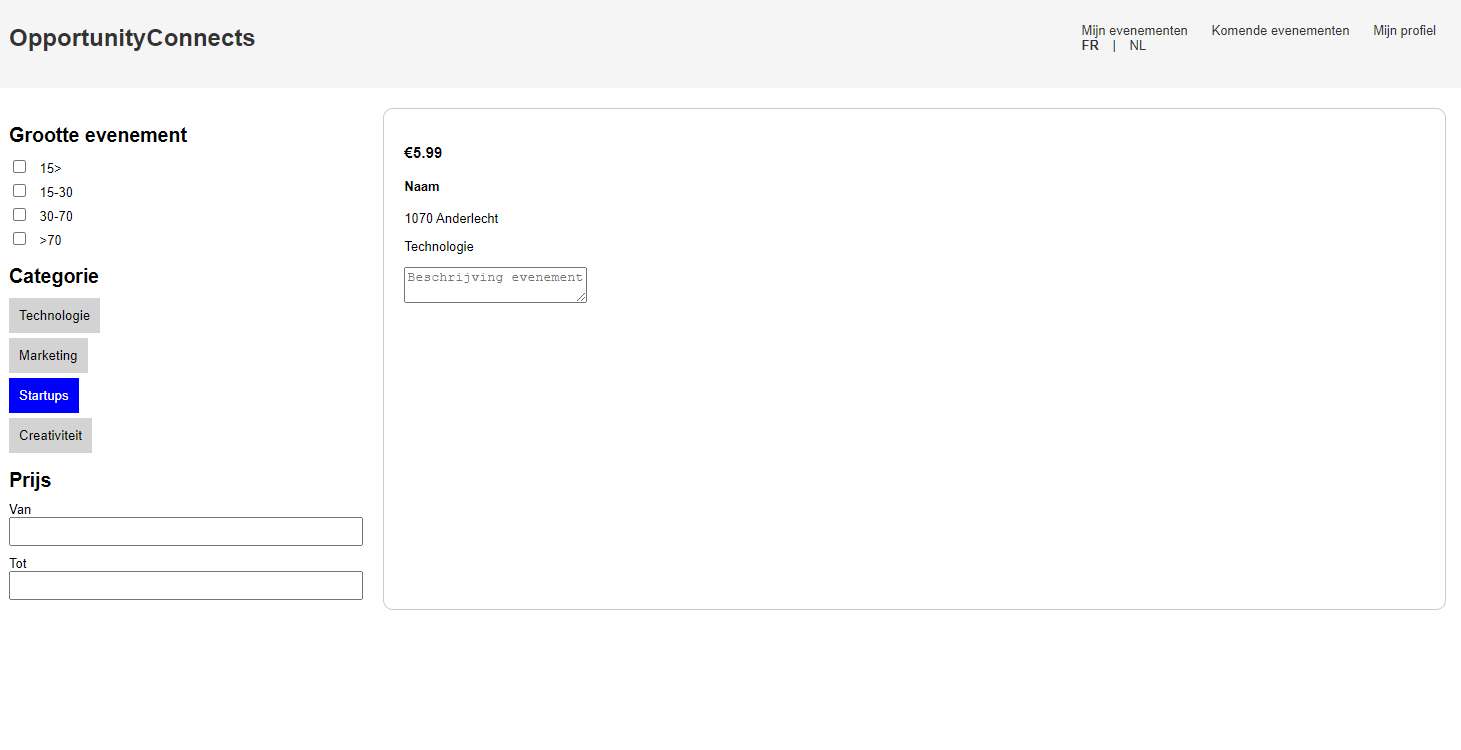 OpportunityConnects
Mijn evenementen Komende evenementen Mijn profiel
FR | NL
Grootte evenement
15>
15-30
30-70
>70
Categorie
Technologie
Marketing
Startups
Creativiteit
Prijs
Van
Tot
€5.99
Naam
1070 Anderlecht
Technologie
Beschrijving evenement